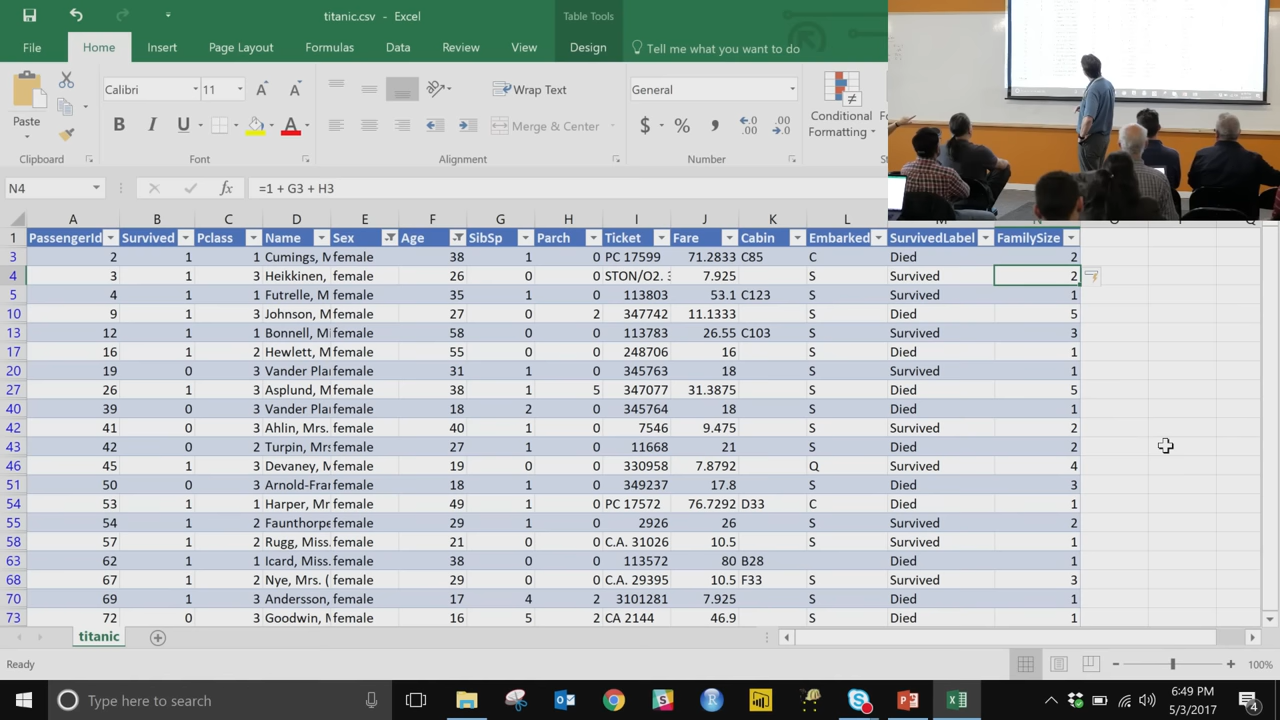 titanic.csv - Excel
Table Tools
File Home Insert Page Layout Formulas Data Review View Design Tell me what you want to do
Paste
Calibri 11
B I U A
Wrap Text
Merge & Center
General
$ % ,
Conditional
Formatting
Clipboard Font Alignment Number
N4 fx =1 + G3 + H3
A B C D E F G H I J K L
1 PassengerId Survived Pclass Name Sex Age SibSp Parch Ticket Fare Cabin Embarked SurvivedLabel FamilySize
3 2 1 1 Cumings, M female 38 1 0 PC 17599 71.2833 C85 C Died 2
4 3 1 3 Heikkinen, female 26 0 0 STON/O2. 3 7.925 S Survived 2
5 4 1 1 Futrelle, M female 35 1 0 113803 53.1 C123 S Survived 1
10 9 1 3 Johnson, M female 27 0 2 347742 11.1333 S Died 5
13 12 1 1 Bonnell, M female 58 0 0 113783 26.55 C103 S Survived 3
17 16 1 2 Hewlett, M female 55 0 0 248706 16 S Died 1
20 19 0 3 Vander Pla female 31 1 0 345763 18 S Survived 1
27 26 1 3 Asplund, M female 38 1 5 347077 31.3875 S Died 5
40 39 0 3 Vander Pla female 18 2 0 345764 18 S Died 1
42 41 0 3 Ahlin, Mrs. female 40 1 0 7546 9.475 S Survived 2
43 42 0 2 Turpin, Mrs female 27 1 0 11668 21 S Died 2
46 45 1 3 Devaney, M female 19 0 0 330958 7.8792 Q Survived 4
51 50 0 3 Arnold-Fra female 18 1 0 349237 17.8 S Died 3
54 53 1 1 Harper, Mr female 49 1 0 PC 17572 76.7292 D33 C Died 1
55 54 1 2 Faunthorpe female 29 1 0 2926 26 S Survived 2
58 57 1 2 Rugg, Miss. female 21 0 0 C.A. 31026 10.5 S Survived 1
63 62 1 1 Icard, Miss. female 38 0 0 113572 80 B28 Died 1
68 67 1 2 Nye, Mrs. ( female 29 0 0 C.A. 29395 10.5 F33 S Survived 3
70 69 1 3 Andersson, female 17 4 2 3101281 7.925 S Died 1
73 72 0 3 Goodwin, M female 16 5 2 CA 2144 46.9 S Died 1
titanic
Ready 100%
Type here to search
6:49 PM
5/3/2017
4